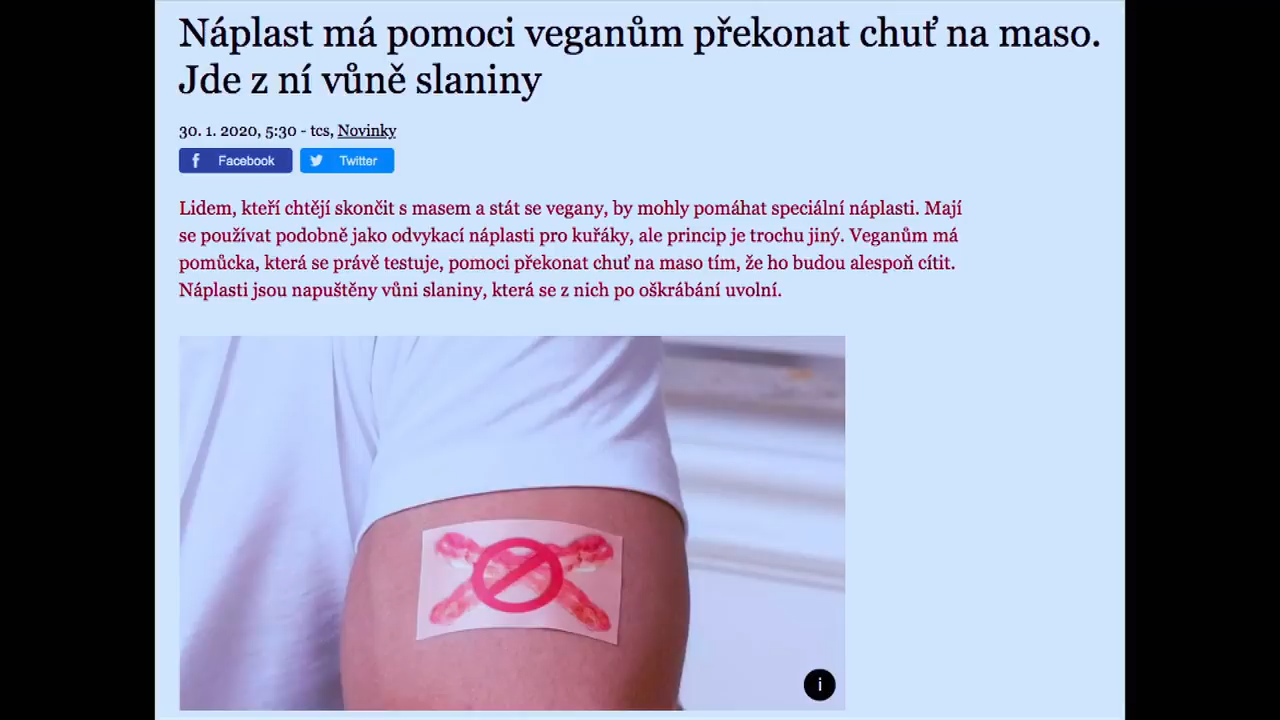 Náplast má pomoci veganům překonat chuť na maso.
Jde z ní vůně slaniny
30. 1. 2020, 5:30 - tcs, Novinky
Facebook Twitter
Lidem, kteří chtějí skončit s masem a stát se vegany, by mohly pomáhat speciální náplasti. Mají
se používat podobně jako odvykací náplasti pro kuřáky, ale princip je trochu jiný. Veganům má
pomůcka, která se právě testuje, pomoci překonat chuť na maso tím, že ho budou alespoň cítit.
Náplasti jsou napuštěny vůni slaniny, která se z nich po oškrábání uvolní.
i